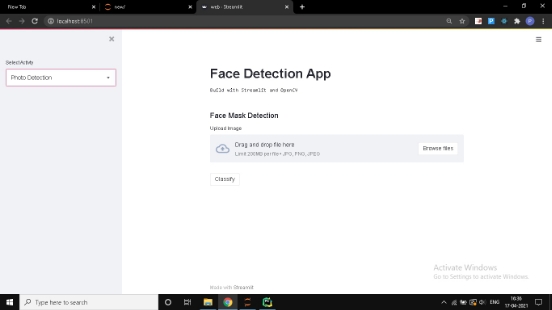 New Tab
web · Streamlit
localhost:8501
Select Activity
Photo Detection
Face Detection App
Build with Streamlit and OpenCV
Face Mask Detection
Upload Image
Drag and drop file here
Limit 200MB per file • JPG, PNG, JPEG
Browse files
Classify
Made with Streamlit
Activate Windows
Go to Settings to activate Windows.
Type here to search
ENG
16:36
17-04-2021